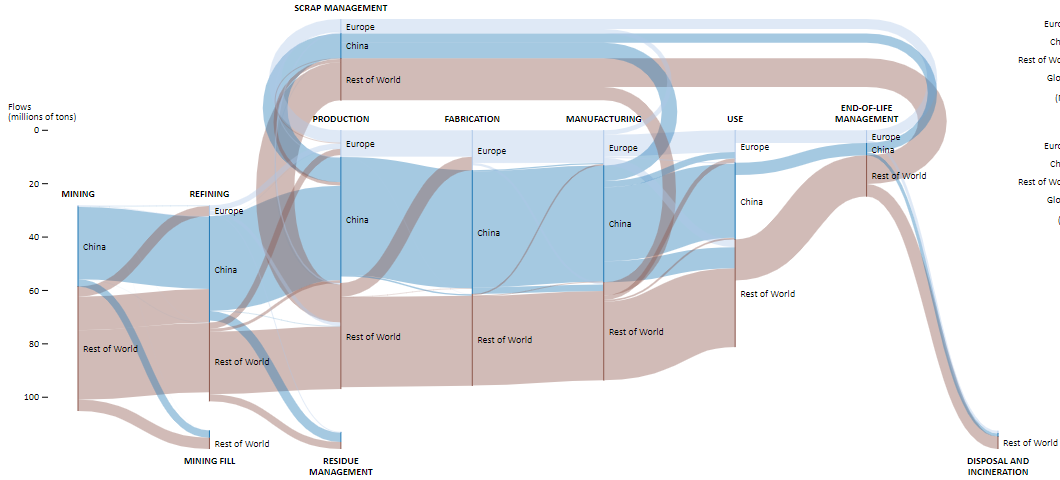 SCRAP MANAGEMENT
Europe
China
Rest of World
Euro
Ch
Rest of Wo
Glo
(
Flows
(millions of tons)
0
20
40
60
80
100
PRODUCTION
FABRICATION
MANUFACTURING
USE
END-OF-LIFE
MANAGEMENT
Europe
Europe
Europe
Europe
Europe
China
Rest of World
Euro
Ch
Rest of Wo
Glo
(
MINING
REFINING
Europe
China
China
China
China
China
China
Rest of World
Rest of World
Rest of World
Rest of World
Rest of World
Rest of World
Rest of World
Rest of World
MINING FILL
RESIDUE
MANAGEMENT
Rest of World
DISPOSAL AND
INCINERATION